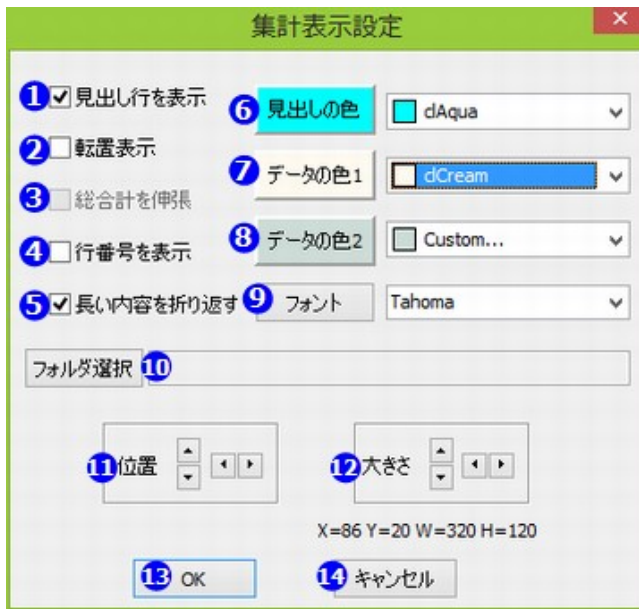 集計表示設定
1 見出し行を表示 6 見出しの色 dAqua
2 転置表示 7 データの色1 dCream
3 総合計を伸張 8 データの色2 Custom...
4 行番号を表示
5 長い内容を折り返す 9 フォント Tahoma
フォルダ選択 10
11 位置 12 大きさ
X=86 Y=20 W=320 H=120
13 OK 14 キャンセル